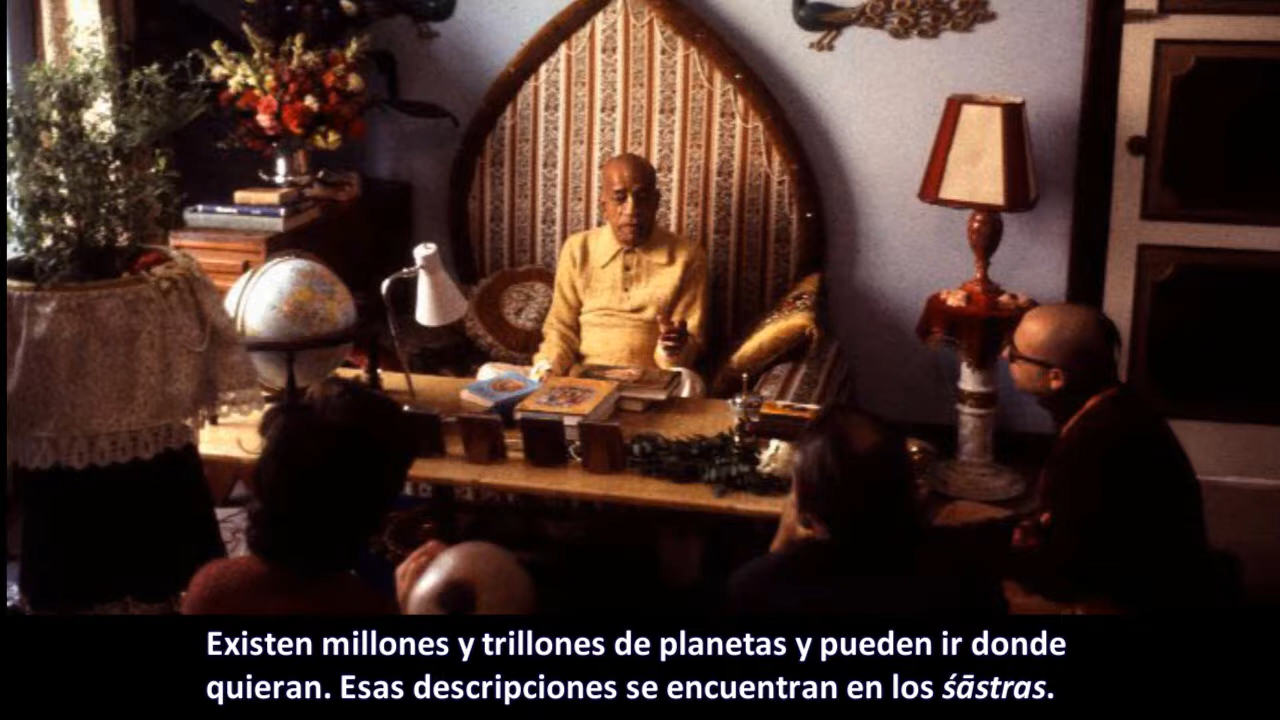 Existen millones y trillones de planetas y pueden ir donde
quieran. Esas descripciones se encuentran en los śāstras.